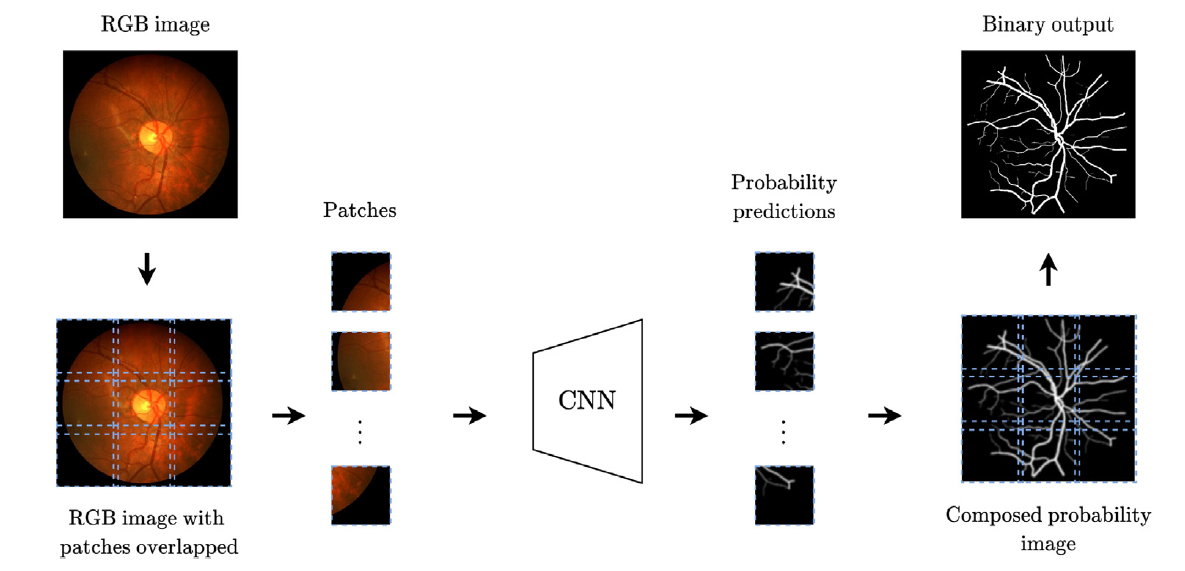 RGB image
RGB image with
patches overlapped
Patches
CNN
Probability
predictions
Composed probability
image
Binary output